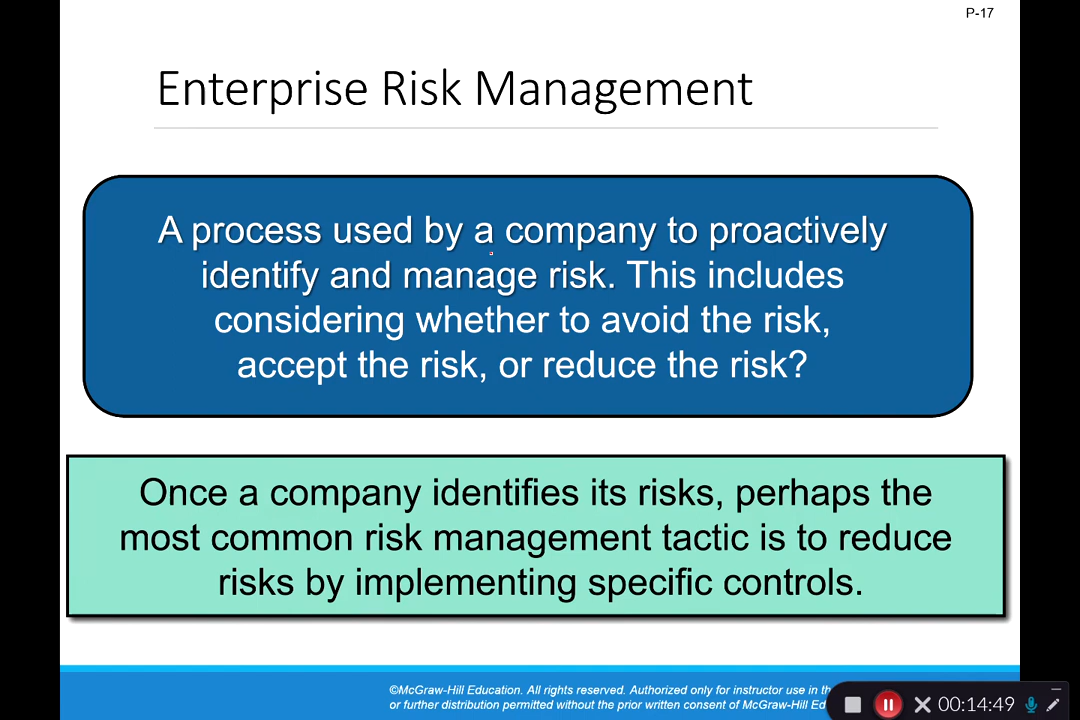 P-17
Enterprise Risk Management
A process used by a company to proactively
identify and manage risk. This includes
considering whether to avoid the risk,
accept the risk, or reduce the risk?
Once a company identifies its risks, perhaps the
most common risk management tactic is to reduce
risks by implementing specific controls.
©McGraw-Hill Education. All rights reserved. Authorized only for instructor use in
or further distribution permitted without the prior written consent of McGraw-Hill
00:14:49